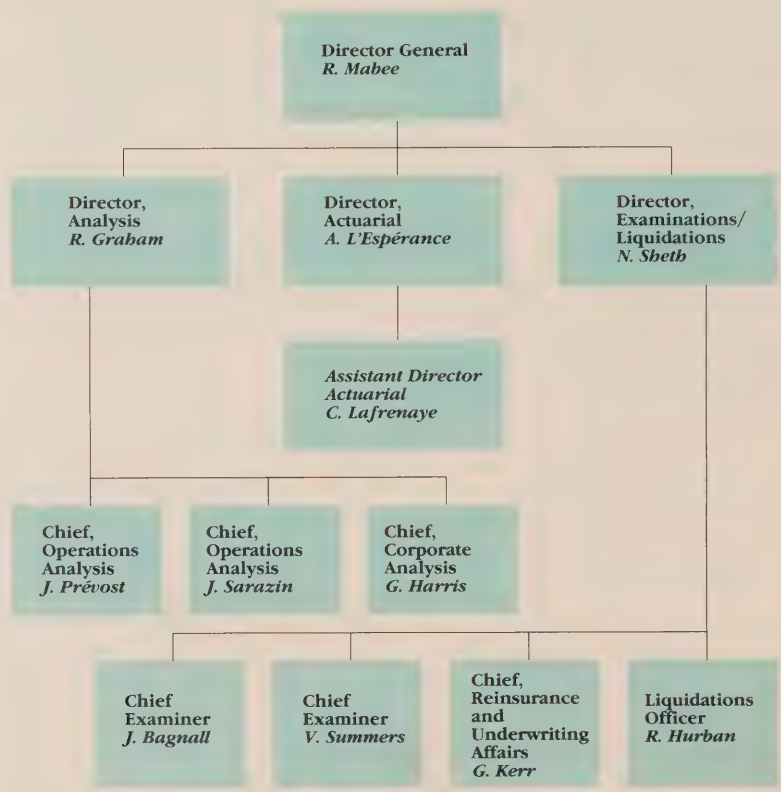 Director General
R. Mabee
Director,
Analysis
R. Graham
Director,
Actuarial
A. L'Espérance
Director,
Examinations/
Liquidations
N. Sheth
Assistant Director
Actuarial
C. Lafrenaye
Chief,
Operations
Analysis
J. Prévost
Chief,
Operations
Analysis
J. Sarazin
Chief,
Corporate
Analysis
G. Harris
Chief
Examiner
J. Bagnall
Chief
Examiner
V. Summers
Chief,
Reinsurance
and
Underwriting
Affairs
G. Kerr
Liquidations
Officer
R. Hurban